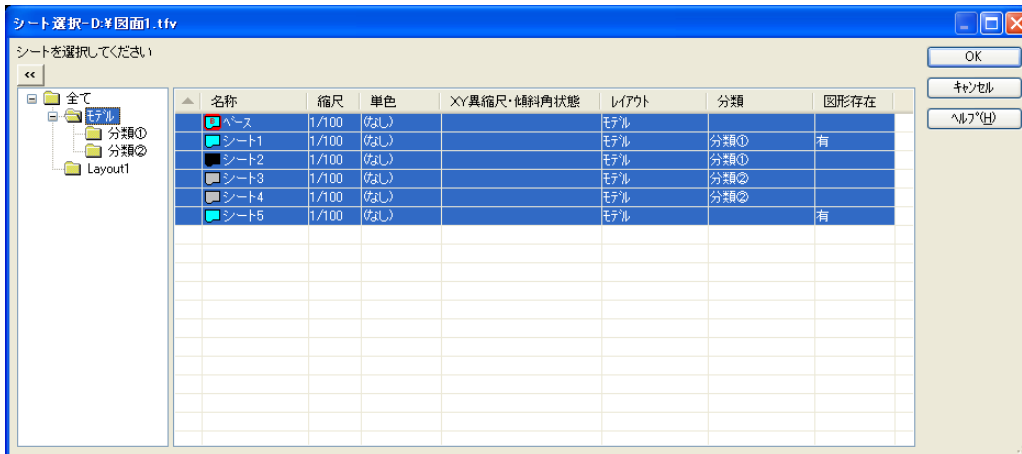 シート選択-D:¥図面1.tfv
シートを選択してください
<<
OK
キャンセル
ヘルプ(H)
全て
モデル
分類①
分類②
Layout1
名称 縮尺 単色 XY異縮尺・傾斜角状態 レイアウト 分類 図形存在
ベース 1/100 (なし) モデル
シート1 1/100 (なし) モデル 分類① 有
シート2 1/100 (なし) モデル 分類①
シート3 1/100 (なし) モデル 分類②
シート4 1/100 (なし) モデル 分類②
シート5 1/100 (なし) モデル 有